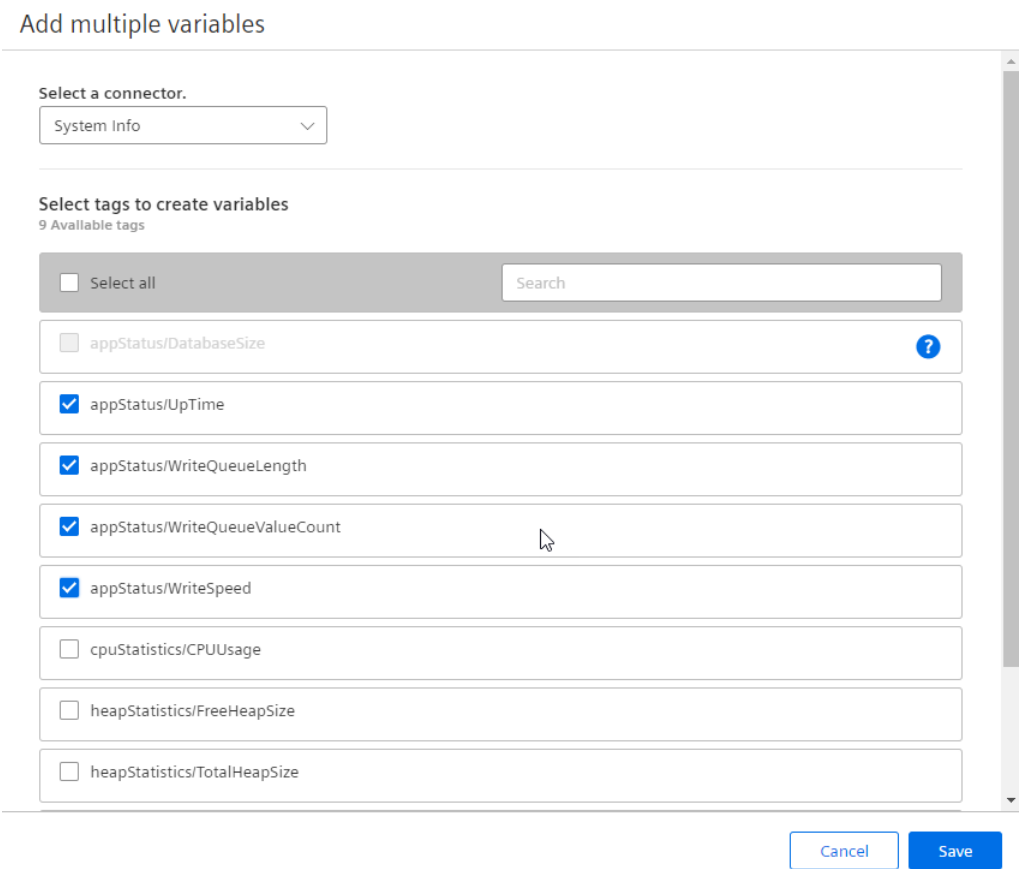 Add multiple variables
Select a connector.
System Info
Select tags to create variables
9 Available tags
Select all
Search
appStatus/DatabaseSize
?
appStatus/UpTime
appStatus/WriteQueueLength
appStatus/WriteQueueValueCount
appStatus/WriteSpeed
cpuStatistics/CPUUsage
heapStatistics/FreeHeapSize
heapStatistics/TotalHeapSize
Cancel
Save